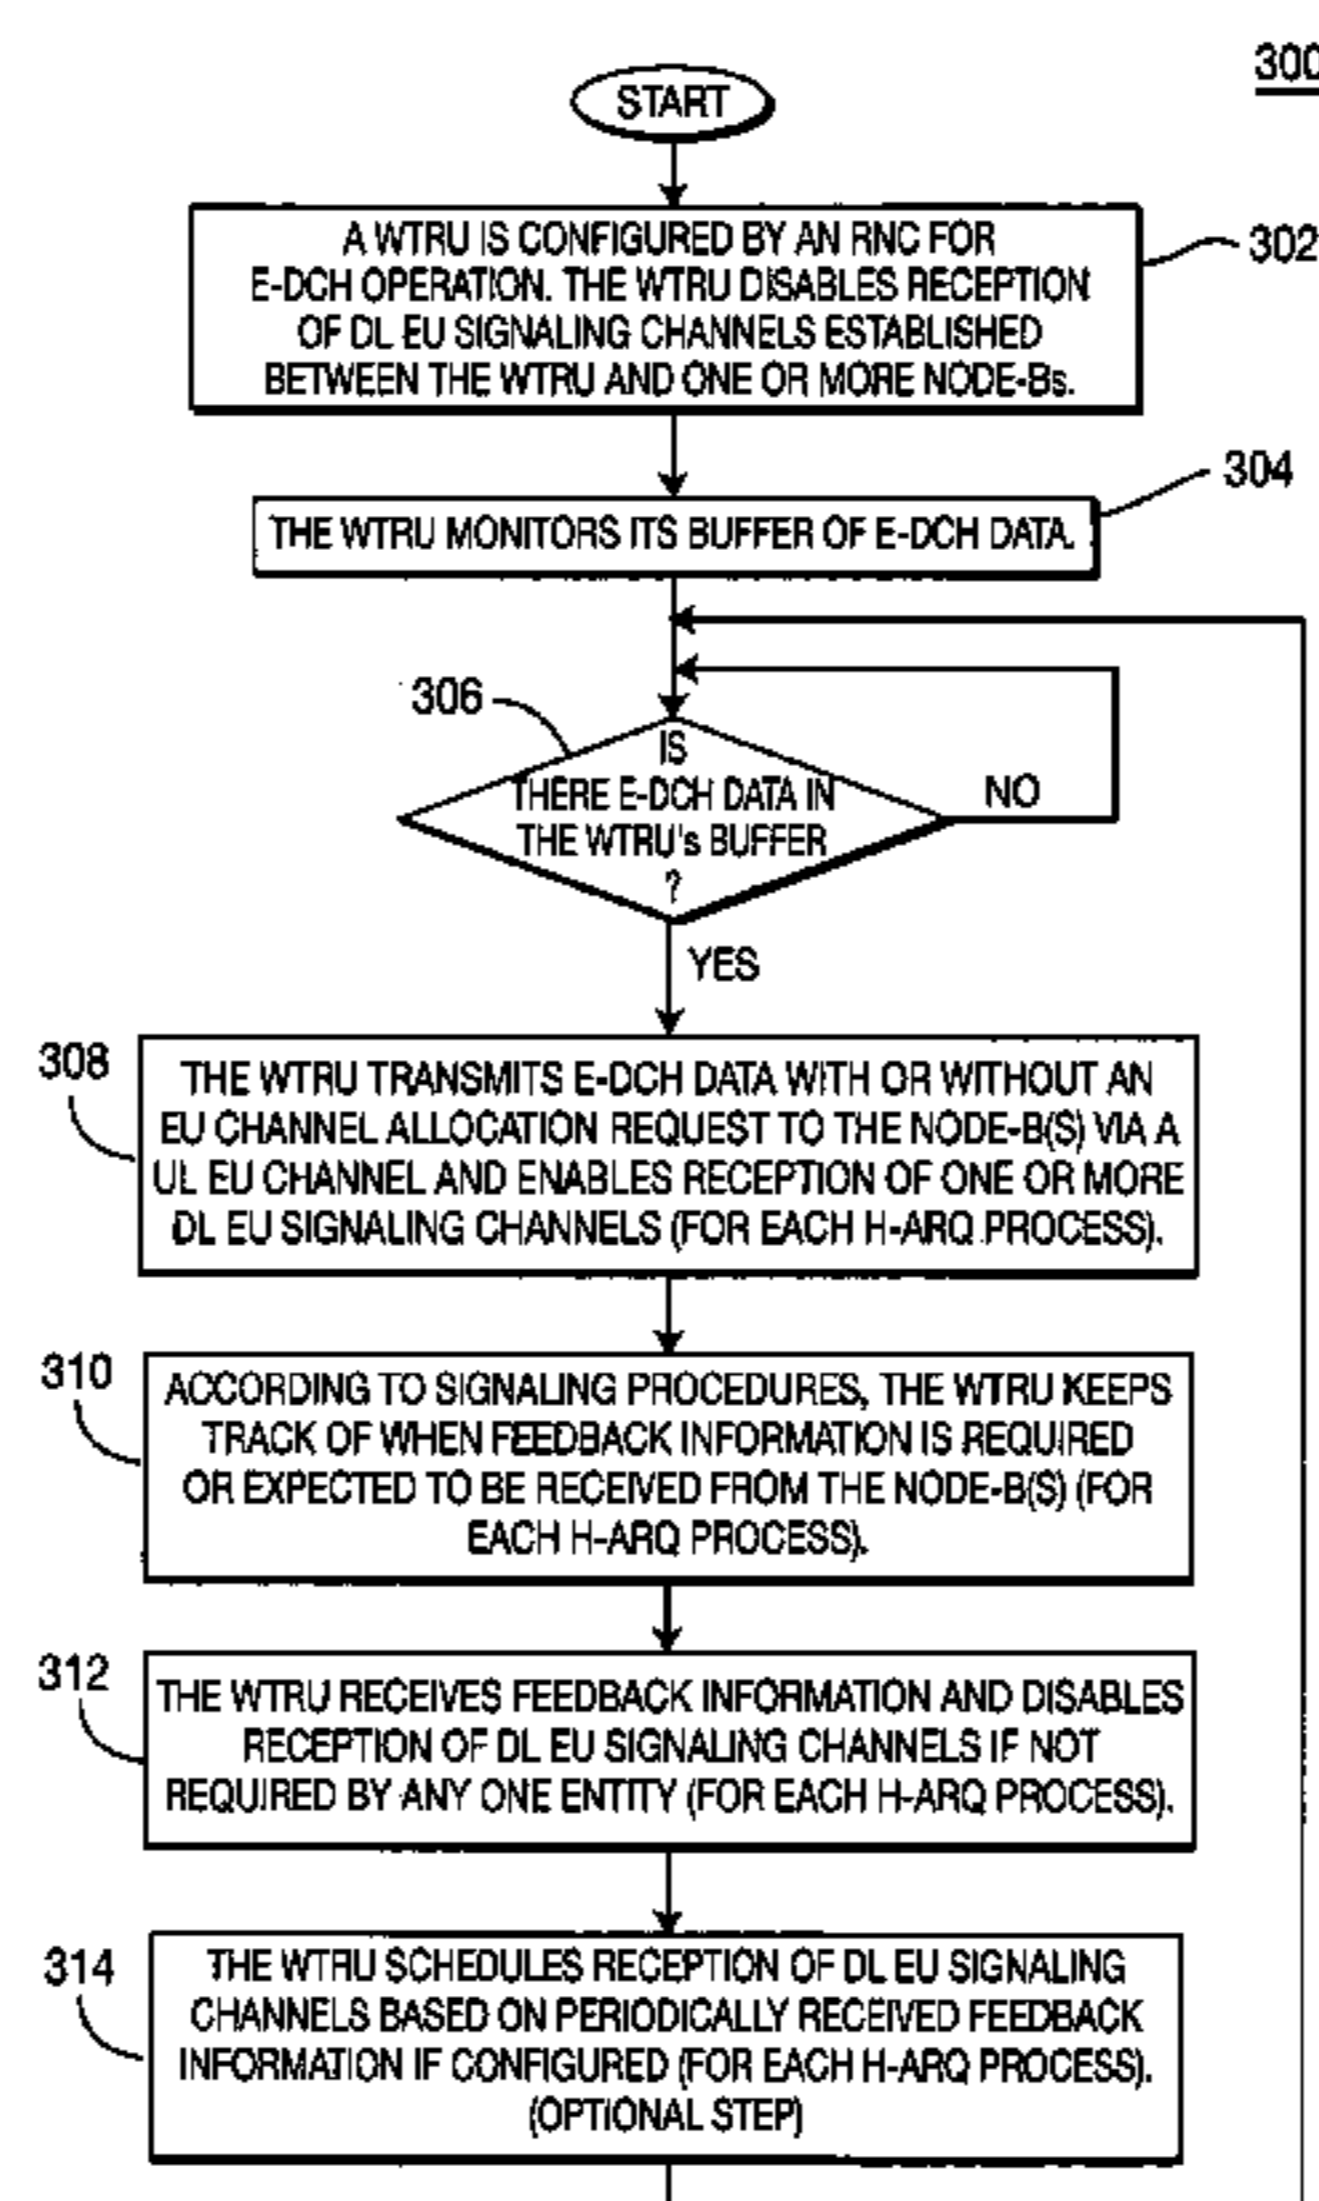 300
START
A WTRU IS CONFIGURED BY AN RNC FOR
E-DCH OPERATION. THE WTRU DISABLES RECEPTION
OF DL EU SIGNALING CHANNELS ESTABLISHED
BETWEEN THE WTRU AND ONE OR MORE NODE-Bs.
302
304
THE WTRU MONITORS ITS BUFFER OF E-DCH DATA.
306
IS
THERE E-DCH DATA IN
THE WTRU's BUFFER
?
NO
YES
308
THE WTRU TRANSMITS E-DCH DATA WITH OR WITHOUT AN
EU CHANNEL ALLOCATION REQUEST TO THE NODE-B(S) VIA A
UL EU CHANNEL AND ENABLES RECEPTION OF ONE OR MORE
DL EU SIGNALING CHANNELS (FOR EACH H-ARQ PROCESS).
310
ACCORDING TO SIGNALING PROCEDURES, THE WTRU KEEPS
TRACK OF WHEN FEEDBACK INFORMATION IS REQUIRED
OR EXPECTED TO BE RECEIVED FROM THE NODE-B(S) (FOR
EACH H-ARQ PROCESS).
312
THE WTRU RECEIVES FEEDBACK INFORMATION AND DISABLES
RECEPTION OF DL EU SIGNALING CHANNELS IF NOT
REQUIRED BY ANY ONE ENTITY (FOR EACH H-ARQ PROCESS).
314
THE WTRU SCHEDULES RECEPTION OF DL EU SIGNALING
CHANNELS BASED ON PERIODICALLY RECEIVED FEEDBACK
INFORMATION IF CONFIGURED (FOR EACH H-ARQ PROCESS).
(OPTIONAL STEP)